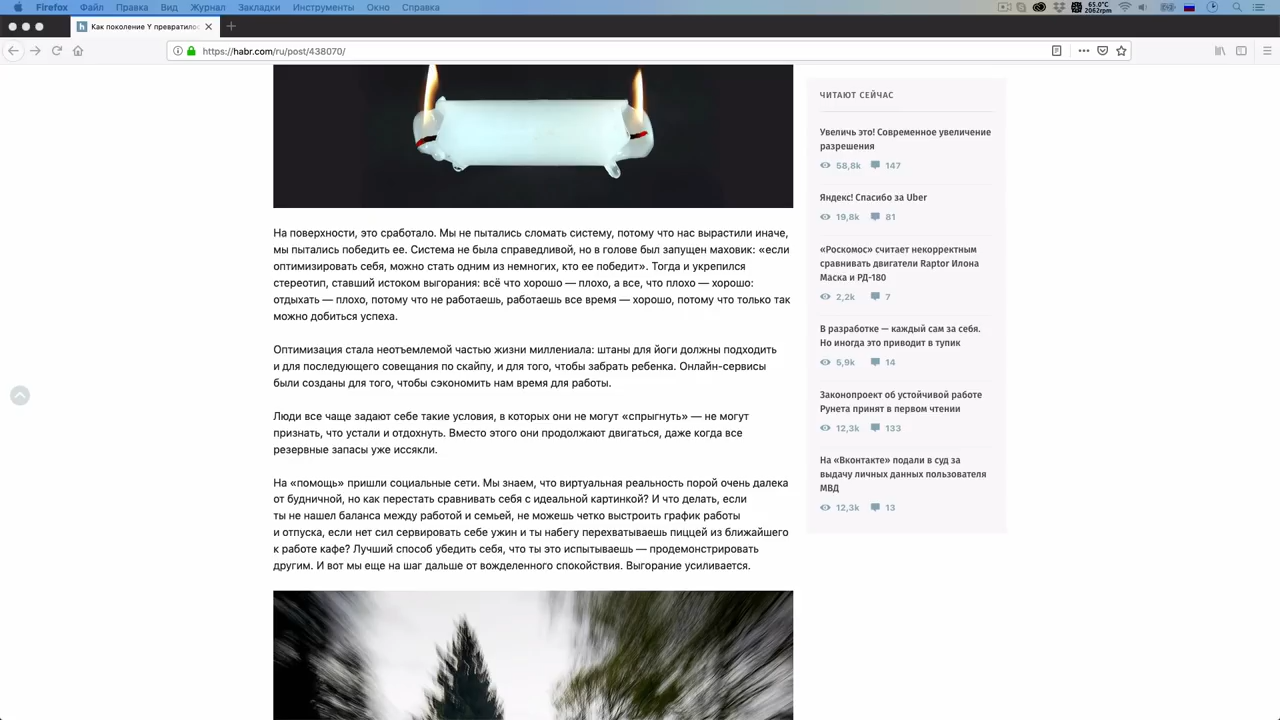 Firefox Файл Правка Вид Журнал Закладки Инструменты Окно Справка
65.0°C
2062rpm
Как поколение Y превратилос
https://habr.com/ru/post/438070/
На поверхности, это сработало. Мы не пытались сломать систему, потому что нас вырастили иначе,
мы пытались победить ее. Система не была справедливой, но в голове был запущен маховик: «если
оптимизировать себя, можно стать одним из немногих, кто ее победит». Тогда и укрепился
стереотип, ставший истоком выгорания: всё что хорошо — плохо, а все, что плохо — хорошо:
отдыхать — плохо, потому что не работаешь, работаешь все время — хорошо, потому что только так
можно добиться успеха.
Оптимизация стала неотъемлемой частью жизни миллениала: штаны для йоги должны подходить
и для последующего совещания по скайпу, и для того, чтобы забрать ребенка. Онлайн-сервисы
были созданы для того, чтобы сэкономить нам время для работы.
Люди все чаще задают себе такие условия, в которых они не могут «спрыгнуть» — не могут
признать, что устали и отдохнуть. Вместо этого они продолжают двигаться, даже когда все
резервные запасы уже иссякли.
На «помощь» пришли социальные сети. Мы знаем, что виртуальная реальность порой очень далека
от будничной, но как перестать сравнивать себя с идеальной картинкой? И что делать, если
ты не нашел баланса между работой и семьей, не можешь четко выстроить график работы
и отпуска, если нет сил сервировать себе ужин и ты набегу перехватываешь пиццей из ближайшего
к работе кафе? Лучший способ убедить себя, что ты это испытываешь — продемонстрировать
другим. И вот мы еще на шаг дальше от вожделенного спокойствия. Выгорание усиливается.
ЧИТАЮТ СЕЙЧАС
Увеличь это! Современное увеличение
разрешения
58,8k 147
Яндекс! Спасибо за Uber
19,8k 81
«Роскомос» считает некорректным
сравнивать двигатели Raptor Илона
Маска и РД-180
2,2k 7
В разработке — каждый сам за себя.
Но иногда это приводит в тупик
5,9k 14
Законопроект об устойчивой работе
Рунета принят в первом чтении
12,3k 133
На «Вконтакте» подали в суд за
выдачу личных данных пользователя
МВД
12,3k 13